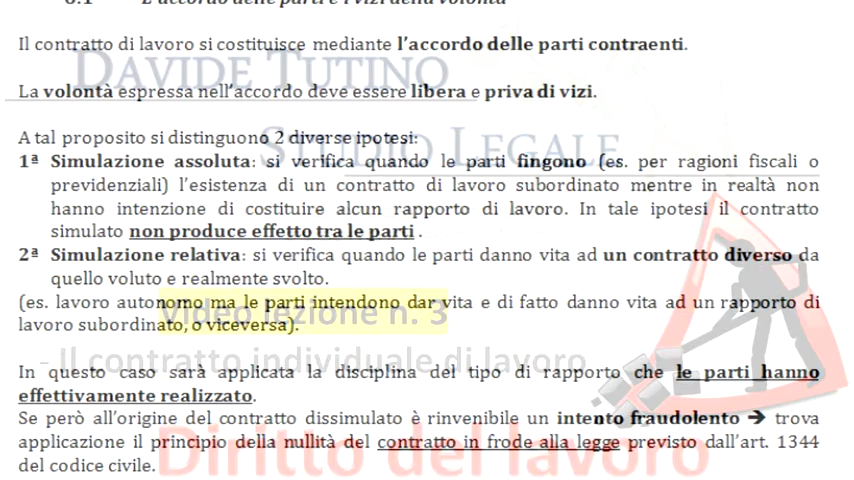 6.1 L'accordo delle parti e i vizi della volontà
Il contratto di lavoro si costituisce mediante l'accordo delle parti contraenti.
DAVIDE TUTINO
La volontà espressa nell'accordo deve essere libera e priva di vizi.
A tal proposito si distinguono 2 diverse ipotesi:
STUDIO LEGALE
1ª Simulazione assoluta: si verifica quando le parti fingono (es. per ragioni fiscali o
previdenziali) l'esistenza di un contratto di lavoro subordinato mentre in realtà non
hanno intenzione di costituire alcun rapporto di lavoro. In tale ipotesi il contratto
simulato non produce effetto tra le parti .
2ª Simulazione relativa: si verifica quando le parti danno vita ad un contratto diverso da
quello voluto e realmente svolto.
(es. lavoro autonomo ma le parti intendono dar vita e di fatto danno vita ad un rapporto di
Video lezione n. 3
lavoro subordinato, o viceversa).
- Il contratto individuale di lavoro
In questo caso sarà applicata la disciplina del tipo di rapporto che le parti hanno
effettivamente realizzato.
Se però all'origine del contratto dissimulato è rinvenibile un intento fraudolento ➔ trova
applicazione il principio della nullità del contratto in frode alla legge previsto dall'art. 1344
Diritto del lavoro
del codice civile.